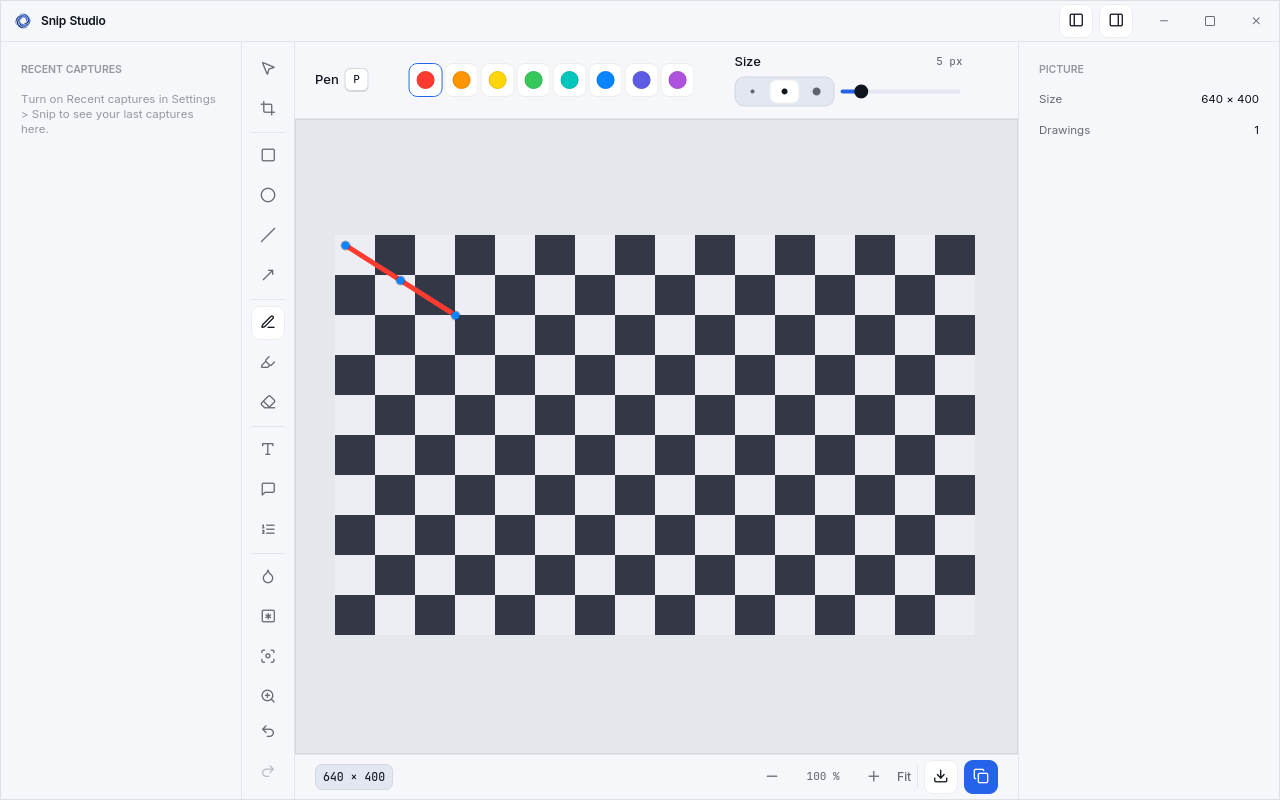 Snip Studio
RECENT CAPTURES
Turn on Recent captures in Settings
> Snip to see your last captures
here.
Pen P
Size 5 px
PICTURE
Size 640 × 400
Drawings 1
640 × 400
100 %
Fit